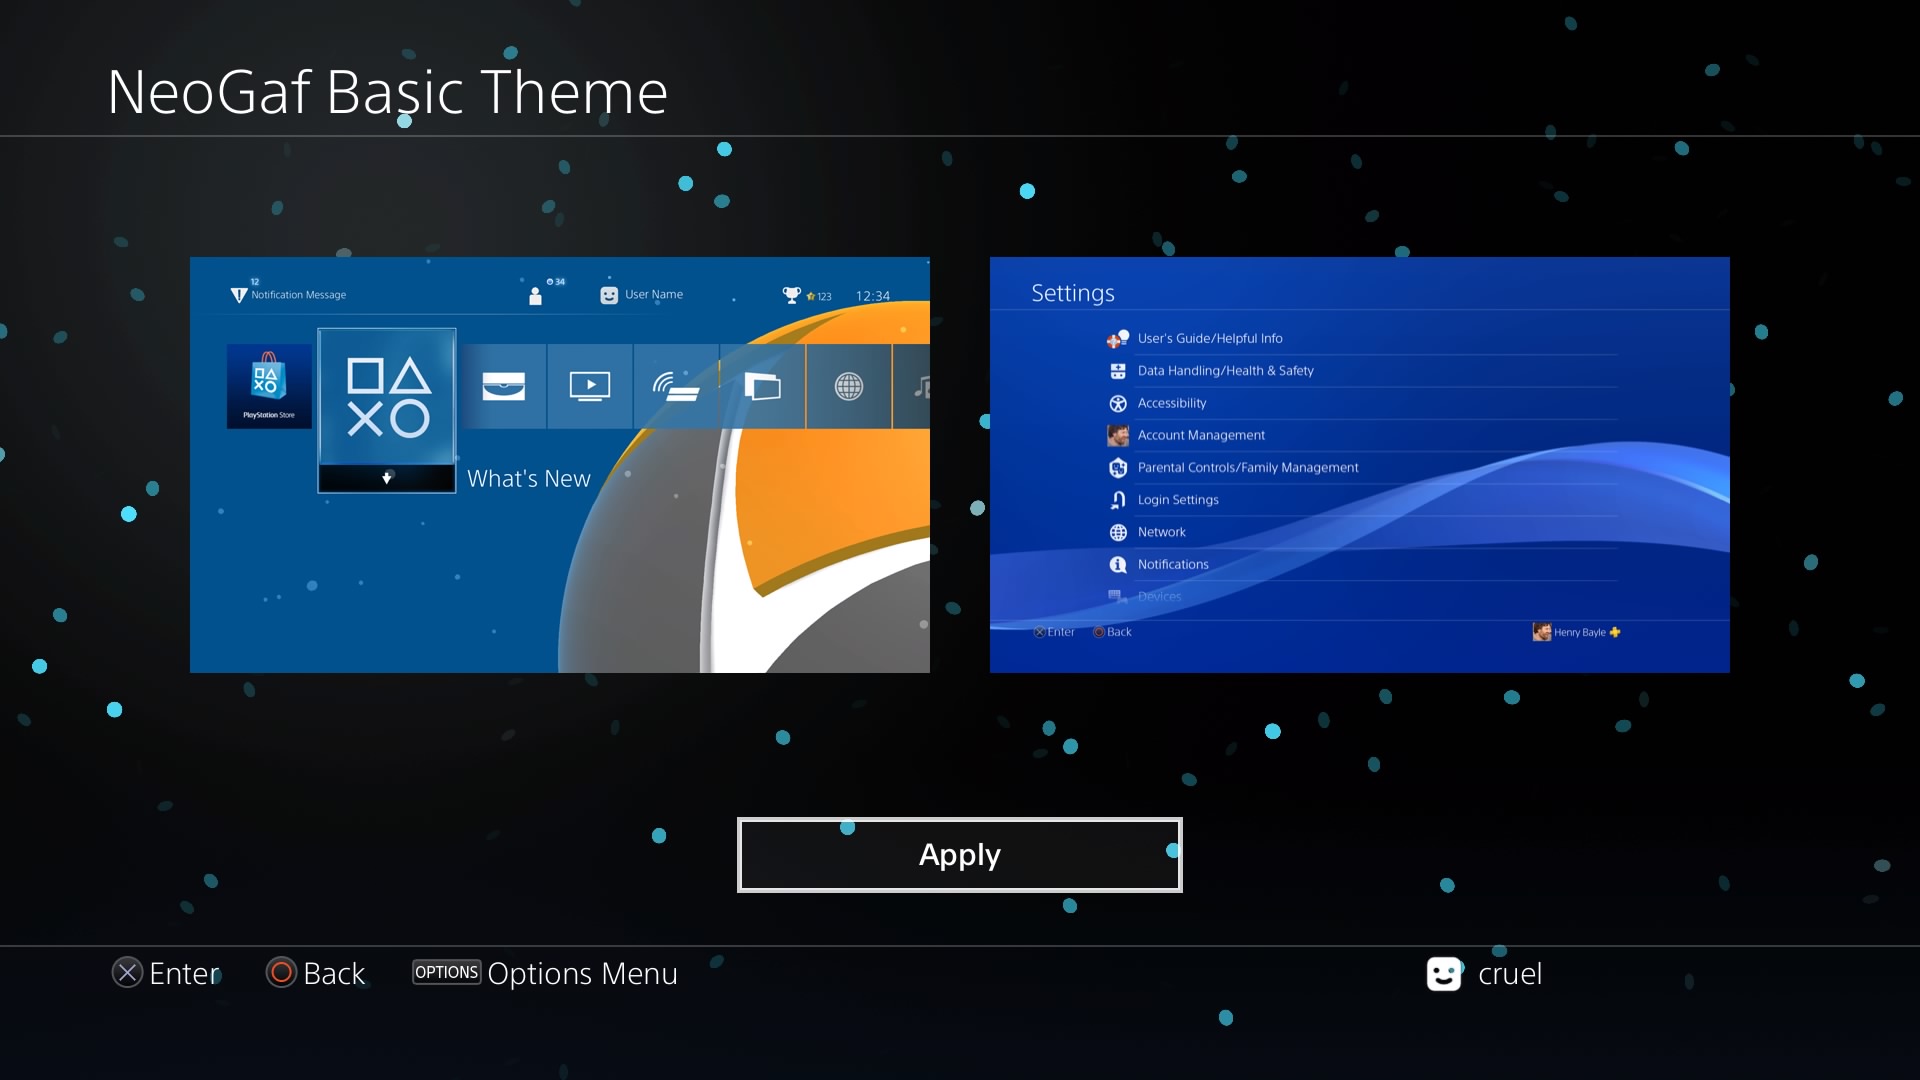 NeoGaf Basic Theme
12
Notification Message
34
User Name
123
12:34
PlayStation Store
What's New
Settings
User's Guide/Helpful Info
Data Handling/Health & Safety
Accessibility
Account Management
Parental Controls/Family Management
Login Settings
Network
Notifications
Devices
Enter
Back
Henry Bayle
Apply
Enter
Back
OPTIONS Options Menu
cruel